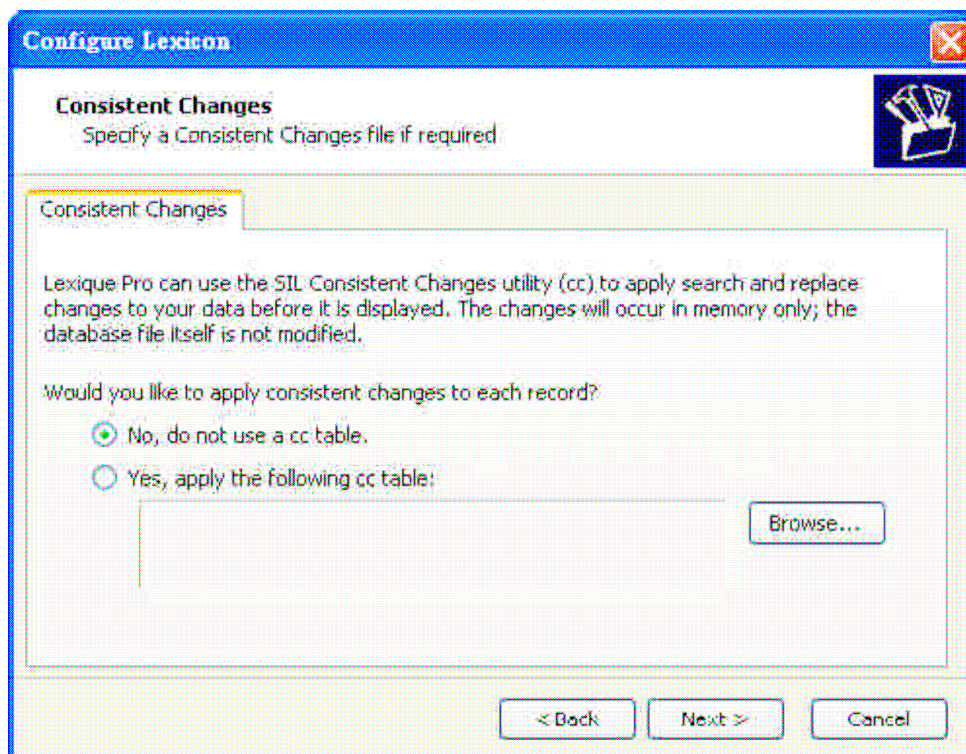 Configure Lexicon
Consistent Changes
Specify a Consistent Changes file if required
Consistent Changes
Lexique Pro can use the SIL Consistent Changes utility (cc) to apply search and replace
changes to your data before it is displayed. The changes will occur in memory only; the
database file itself is not modified.
Would you like to apply consistent changes to each record?
No, do not use a cc table.
Yes, apply the following cc table:
Browse...
< Back
Next >
Cancel